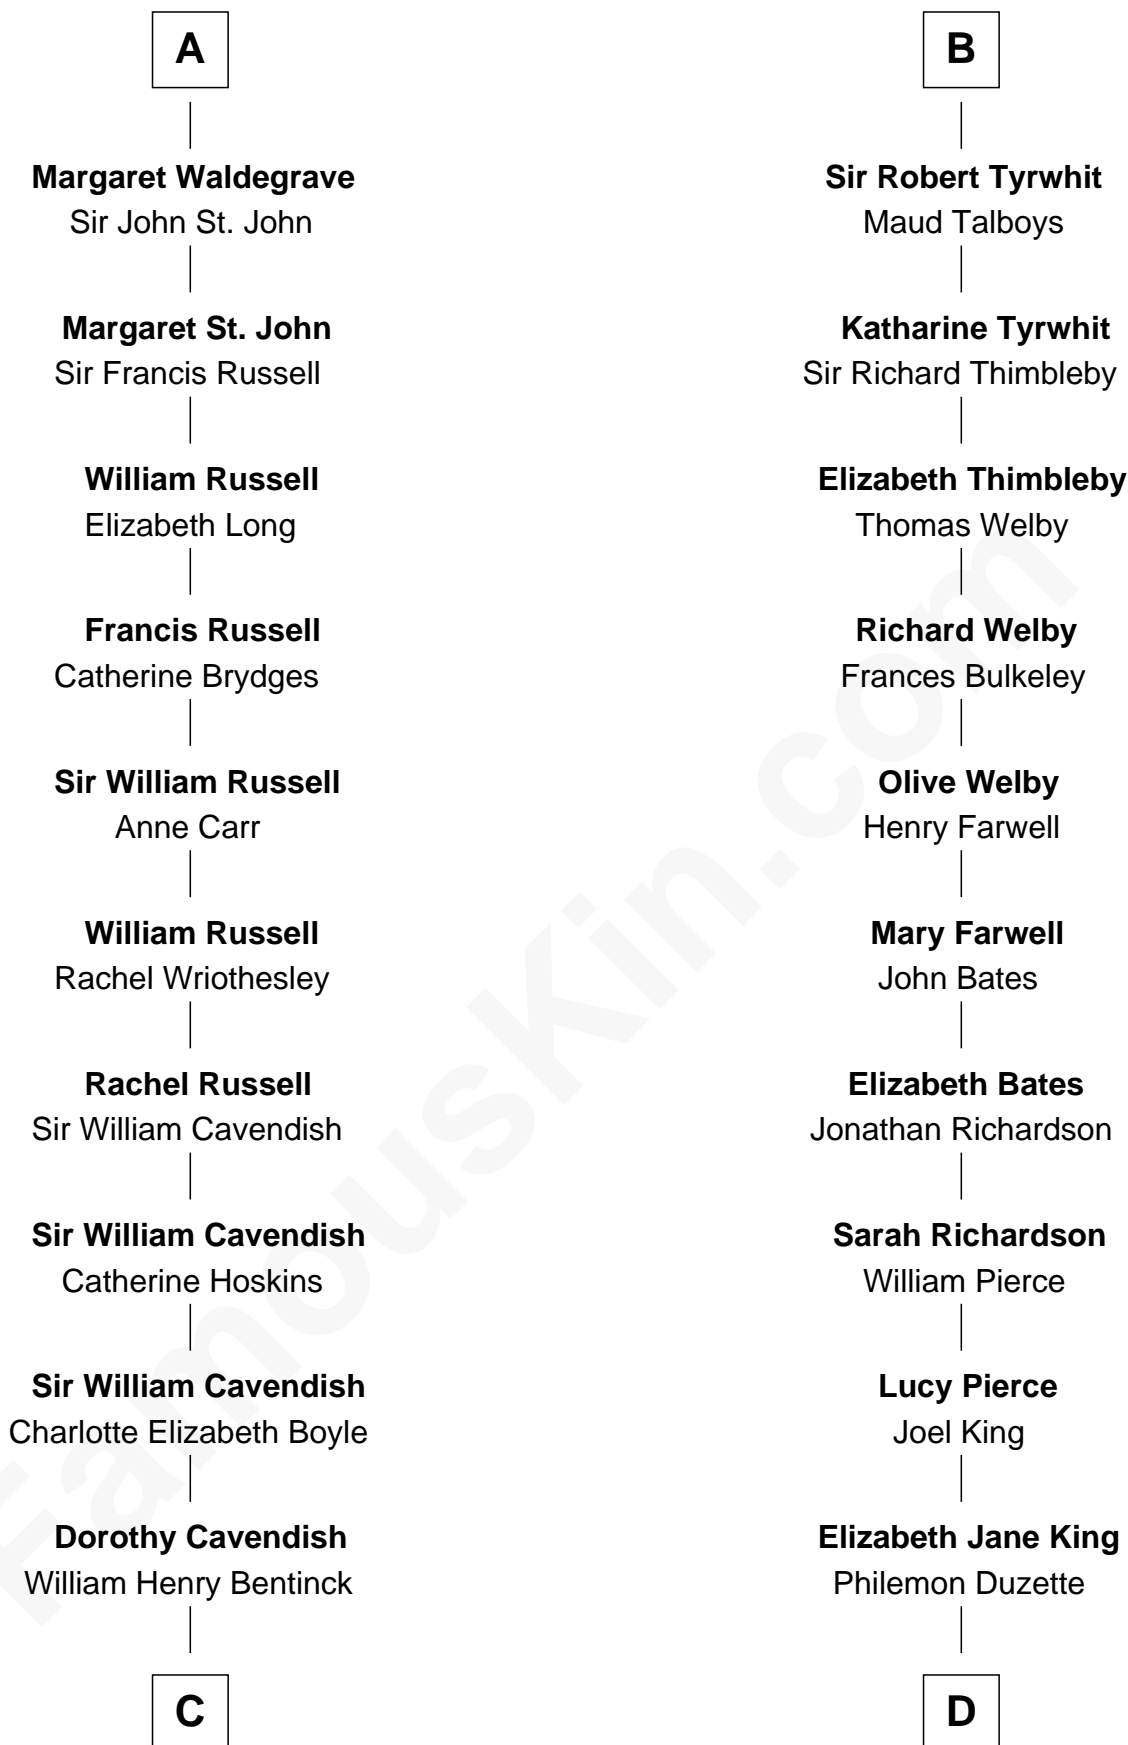 A
Margaret Waldegrave
Sir John St. John
Margaret St. John
Sir Francis Russell
William Russell
Elizabeth Long
Francis Russell
Catherine Brydges
Sir William Russell
Anne Carr
William Russell
Rachel Wriothesley
Rachel Russell
Sir William Cavendish
Sir William Cavendish
Catherine Hoskins
Sir William Cavendish
Charlotte Elizabeth Boyle
Dorothy Cavendish
William Henry Bentinck
C
B
Sir Robert Tyrwhit
Maud Talboys
Katharine Tyrwhit
Sir Richard Thimbleby
Elizabeth Thimbleby
Thomas Welby
Richard Welby
Frances Bulkeley
Olive Welby
Henry Farwell
Mary Farwell
John Bates
Elizabeth Bates
Jonathan Richardson
Sarah Richardson
William Pierce
Lucy Pierce
Joel King
Elizabeth Jane King
Philemon Duzette
D
FamousKin.com